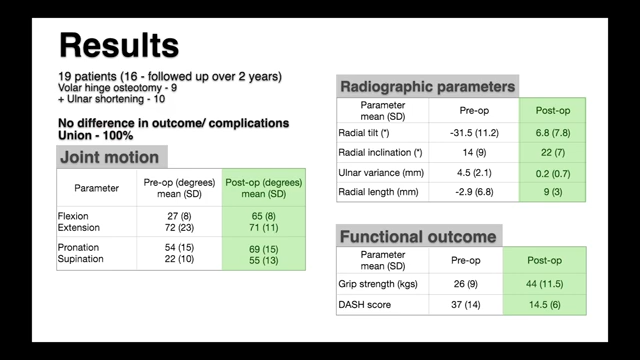 Results
19 patients (16 - followed up over 2 years)
Volar hinge osteotomy - 9
+ Ulnar shortening - 10
No difference in outcome/ complications
Union - 100%
Joint motion
Parameter Pre-op (degrees) mean (SD) Post-op (degrees) mean (SD)
Flexion 27 (8) 65 (8)
Extension 72 (23) 71 (11)
Pronation 54 (15) 69 (15)
Supination 22 (10) 55 (13)
Radiographic parameters
Parameter mean (SD) Pre-op Post-op
Radial tilt (°) -31.5 (11.2) 6.8 (7.8)
Radial inclination (°) 14 (9) 22 (7)
Ulnar variance (mm) 4.5 (2.1) 0.2 (0.7)
Radial length (mm) -2.9 (6.8) 9 (3)
Functional outcome
Parameter mean (SD) Pre-op Post-op
Grip strength (kgs) 26 (9) 44 (11.5)
DASH score 37 (14) 14.5 (6)